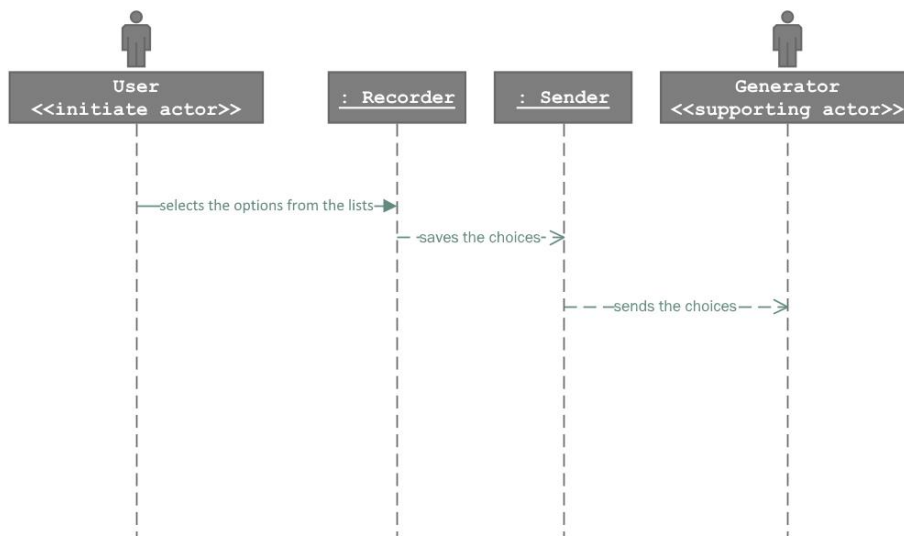 User
<<initiate actor>>
: Recorder
: Sender
Generator
<<supporting actor>>
selects the options from the lists
saves the choices
sends the choices